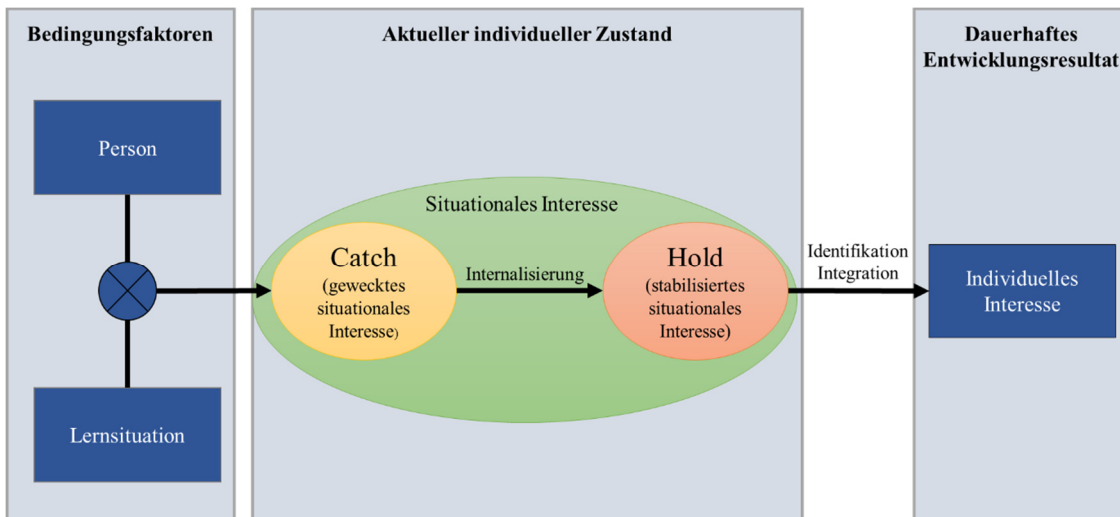 Bedingungsfaktoren
Person
Lernsituation
Aktueller individueller Zustand
Situationales Interesse
Catch
(gewecktes
situationales
Interesse)
Internalisierung
Hold
(stabilisiertes
situationales
Interesse)
Identifikation
Integration
Dauerhaftes
Entwicklungsresultat
Individuelles
Interesse